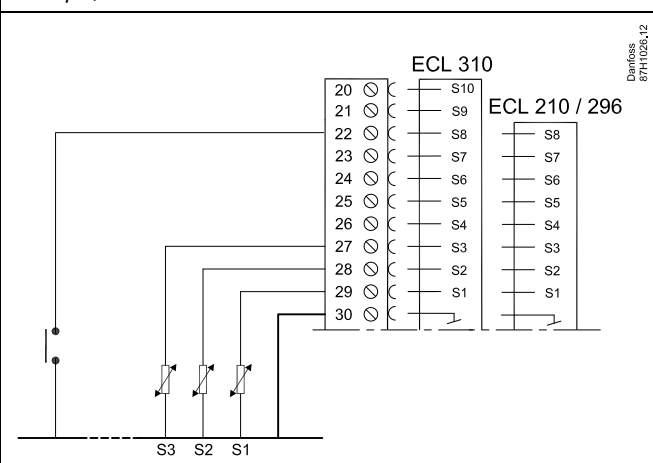 Danfoss
87H1026.12
ECL 310
ECL 210 / 296
20 S10
21 S9
22 S8 S8
23 S7 S7
24 S6 S6
25 S5 S5
26 S4 S4
27 S3 S3
28 S2 S2
29 S1 S1
30
S3 S2 S1